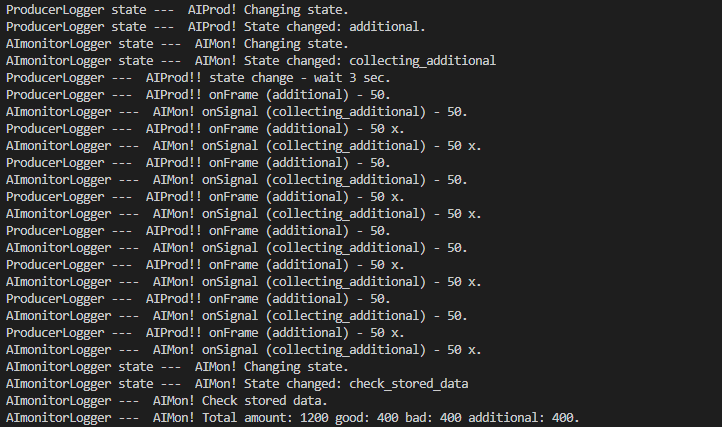 ProducerLogger state ---  AIProd! Changing state.
ProducerLogger state ---  AIProd! State changed: additional.
AImonitorLogger state ---  AIMon! Changing state.
AImonitorLogger state ---  AIMon! State changed: collecting_additional
ProducerLogger ---  AIProd!! state change - wait 3 sec.
ProducerLogger ---  AIProd!! onFrame (additional) - 50.
AImonitorLogger ---  AIMon! onSignal (collecting_additional) - 50.
ProducerLogger ---  AIProd!! onFrame (additional) - 50 x.
AImonitorLogger ---  AIMon! onSignal (collecting_additional) - 50 x.
ProducerLogger ---  AIProd!! onFrame (additional) - 50.
AImonitorLogger ---  AIMon! onSignal (collecting_additional) - 50.
ProducerLogger ---  AIProd!! onFrame (additional) - 50 x.
AImonitorLogger ---  AIMon! onSignal (collecting_additional) - 50 x.
ProducerLogger ---  AIProd!! onFrame (additional) - 50.
AImonitorLogger ---  AIMon! onSignal (collecting_additional) - 50.
ProducerLogger ---  AIProd!! onFrame (additional) - 50 x.
AImonitorLogger ---  AIMon! onSignal (collecting_additional) - 50 x.
ProducerLogger ---  AIProd!! onFrame (additional) - 50.
AImonitorLogger ---  AIMon! onSignal (collecting_additional) - 50.
ProducerLogger ---  AIProd!! onFrame (additional) - 50 x.
AImonitorLogger ---  AIMon! onSignal (collecting_additional) - 50 x.
AImonitorLogger state ---  AIMon! Changing state.
AImonitorLogger state ---  AIMon! State changed: check_stored_data
AImonitorLogger ---  AIMon! Check stored data.
AImonitorLogger ---  AIMon! Total amount: 1200 good: 400 bad: 400 additional: 400.